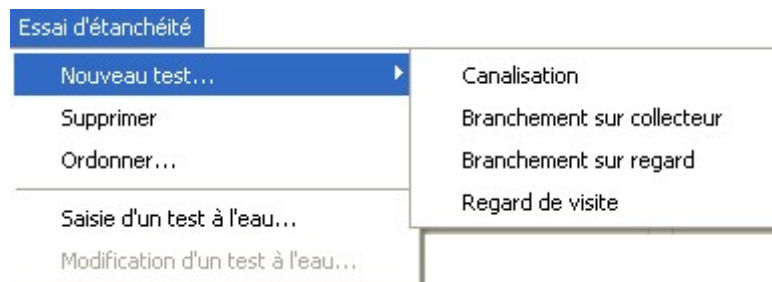 Essai d'étanchéité
Nouveau test...
Supprimer
Ordonner...
Saisie d'un test à l'eau...
Modification d'un test à l'eau...
Canalisation
Branchement sur collecteur
Branchement sur regard
Regard de visite